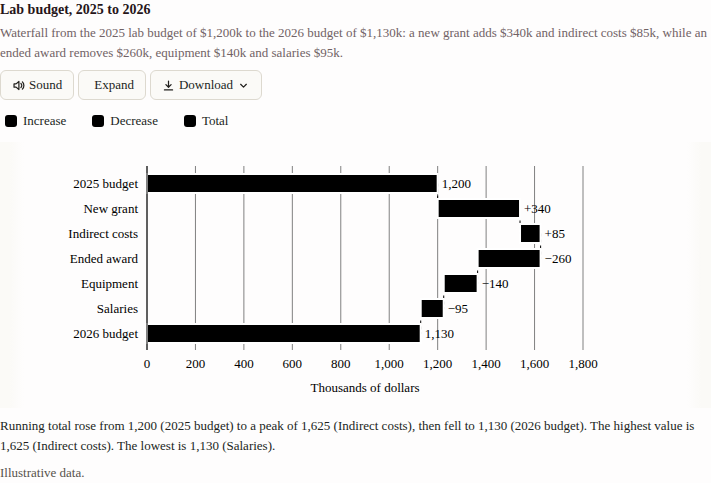 Lab budget, 2025 to 2026
Waterfall from the 2025 lab budget of $1,200k to the 2026 budget of $1,130k: a new grant adds $340k and indirect costs $85k, while an
ended award removes $260k, equipment $140k and salaries $95k.
Sound Expand Download
Increase Decrease Total
2025 budget 1,200
New grant +340
Indirect costs +85
Ended award −260
Equipment −140
Salaries −95
2026 budget 1,130
0 200 400 600 800 1,000 1,200 1,400 1,600 1,800
Thousands of dollars
Running total rose from 1,200 (2025 budget) to a peak of 1,625 (Indirect costs), then fell to 1,130 (2026 budget). The highest value is
1,625 (Indirect costs). The lowest is 1,130 (Salaries).
Illustrative data.